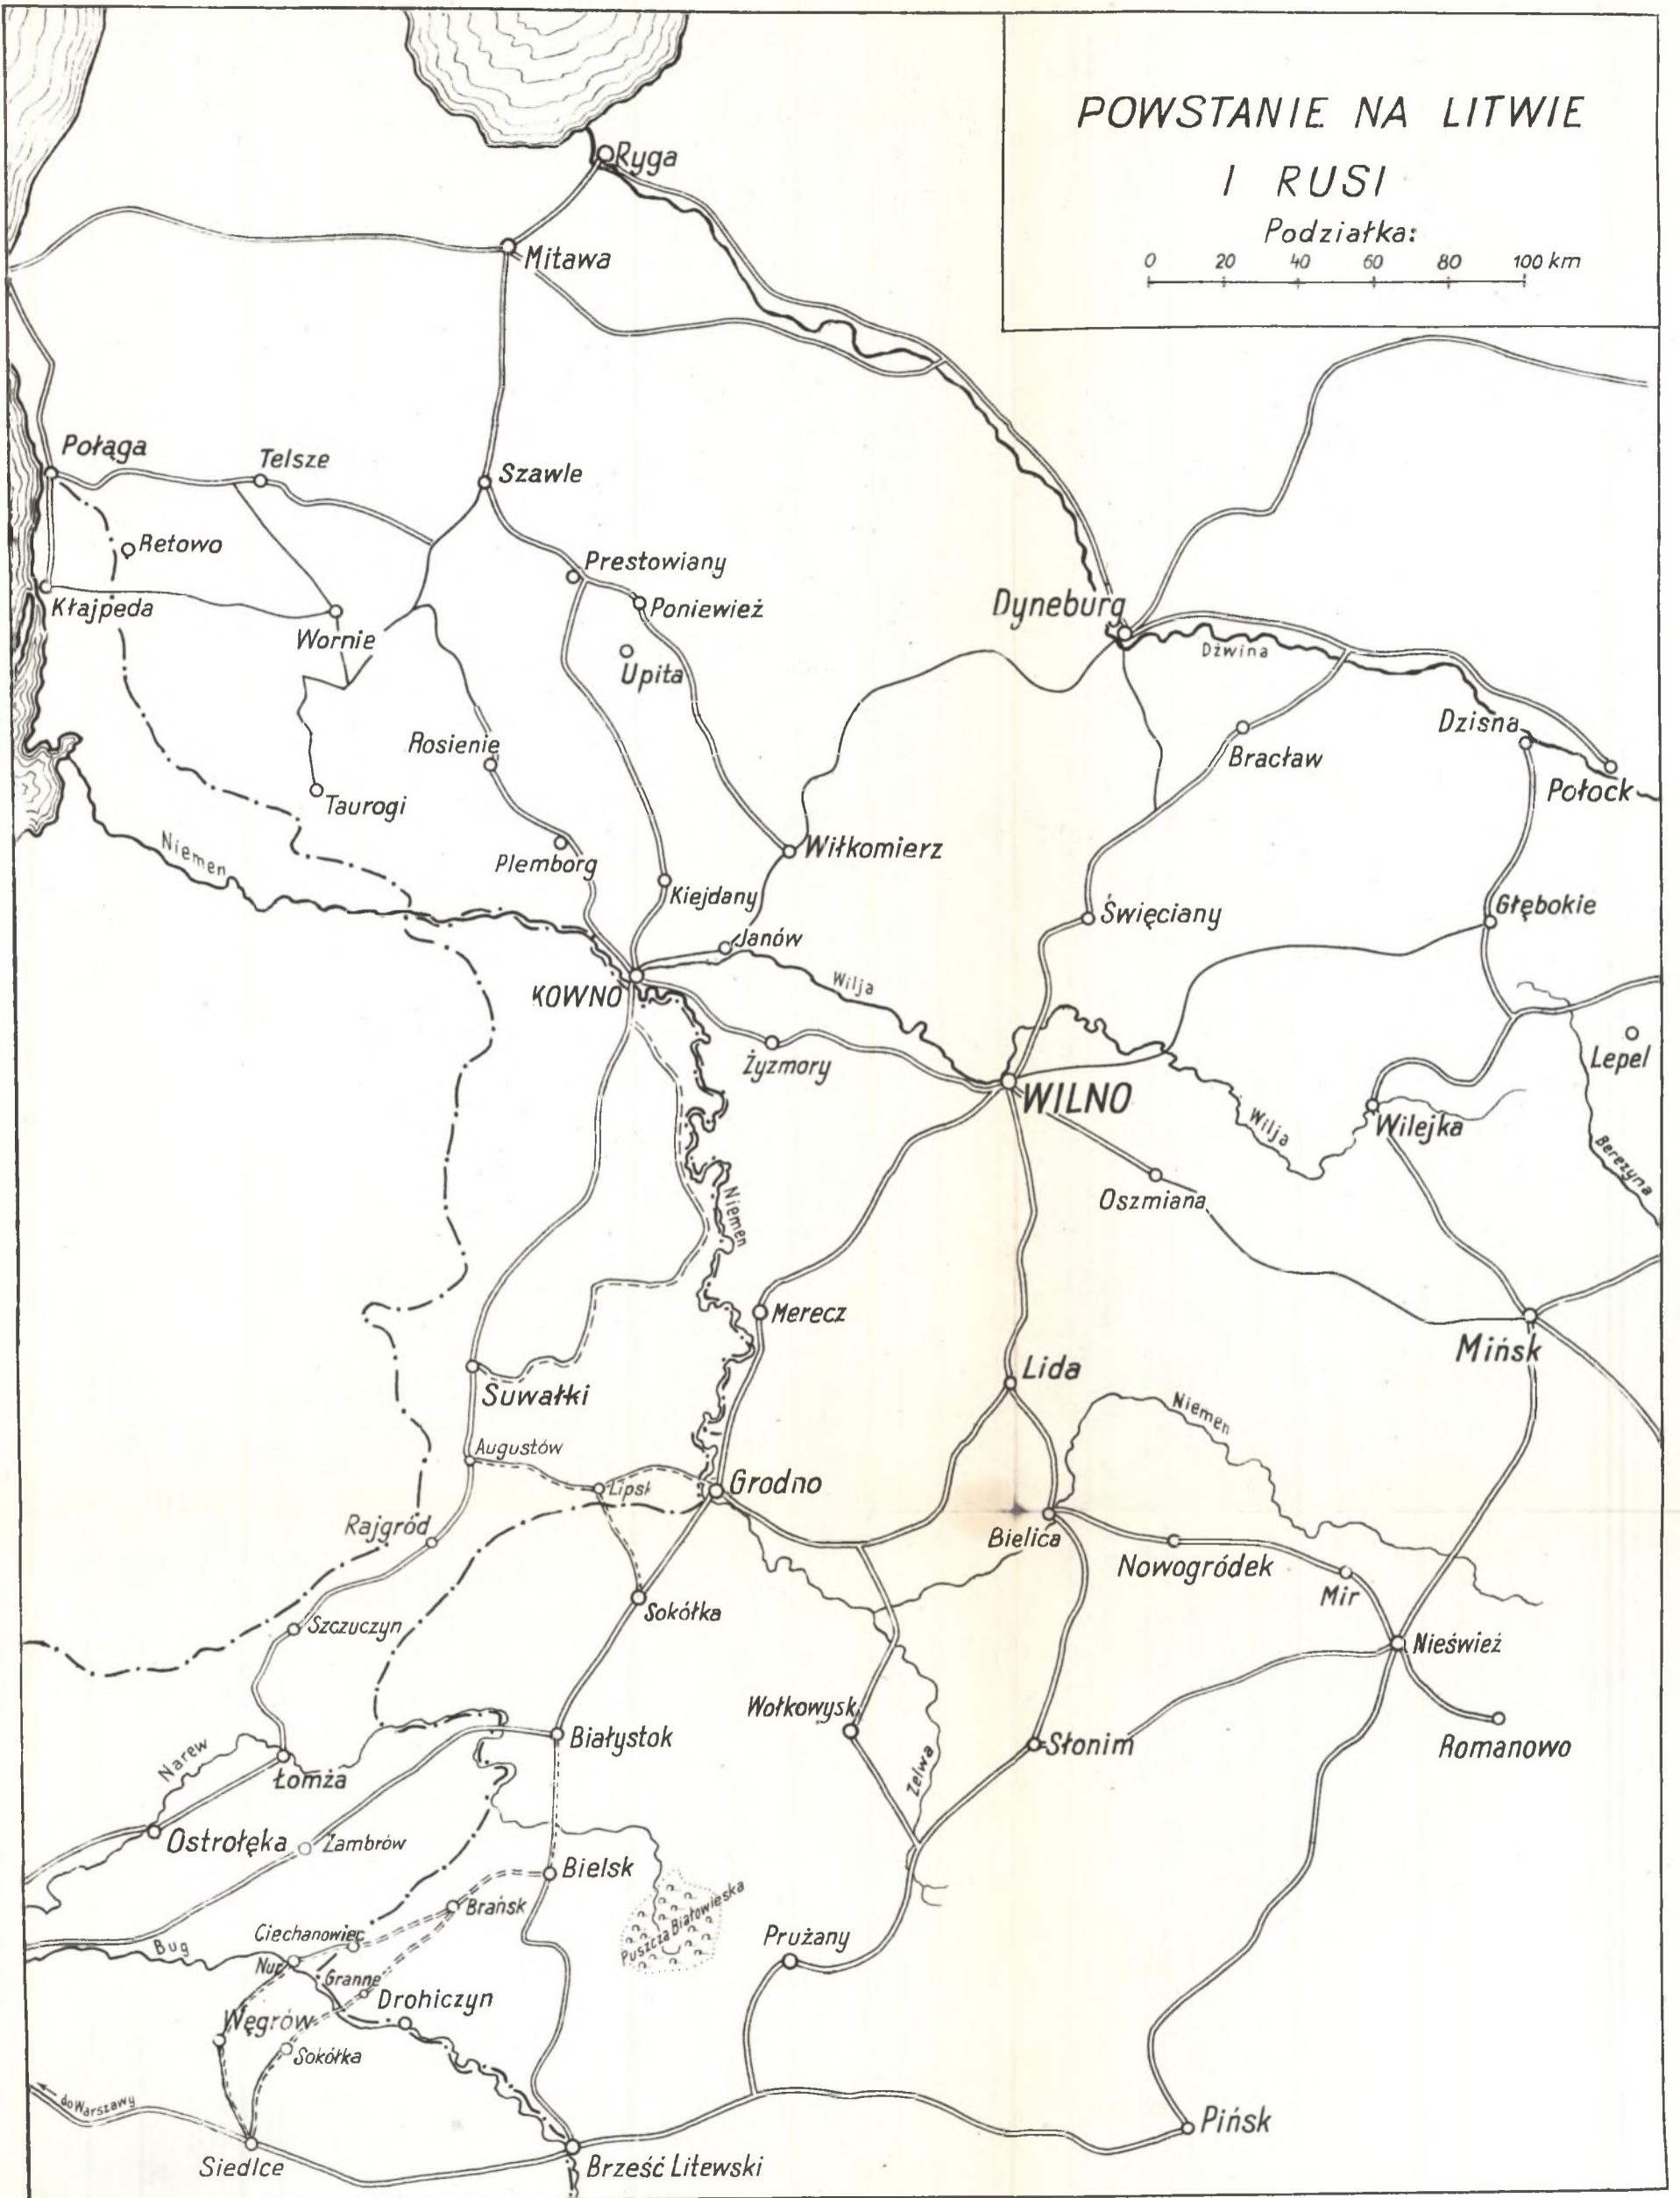 POWSTANIE NA LITWIE
I RUSI
Podziałka:
0 20 40 60 80 100 km
Ryga
Mitawa
Połąga
Telsze
Szawle
Retowo
Prestowiany
Kłajpeda
Poniewież
Dyneburg
Wornie
Dźwina
Upita
Dzisna
Rosienie
Bracław
Połock
Taurogi
Niemen
Plemborg
Wiłkomierz
Kiejdany
Święciany
Głębokie
Janów
Wilja
KOWNO
Żyzmory
Lepel
WILNO
Wilja
Wilejka
Berezyna
Oszmiana
Niemen
Merecz
Mińsk
Lida
Suwałki
Niemen
Augustów
Lipsk
Grodno
Rajgród
Bielica
Nowogródek
Mir
Szczuczyn
Sokółka
Nieśwież
Wołkowysk
Białystok
Słonim
Romanowo
Narew
Łomża
Zelwa
Ostrołęka
Zambrów
Bielsk
Brańsk
Puszcza Białowieska
Ciechanowiec
Prużany
Bug
Nur
Granne
Drohiczyn
Węgrów
Sokółka
do Warszawy
Pińsk
Siedlce
Brześć Litewski